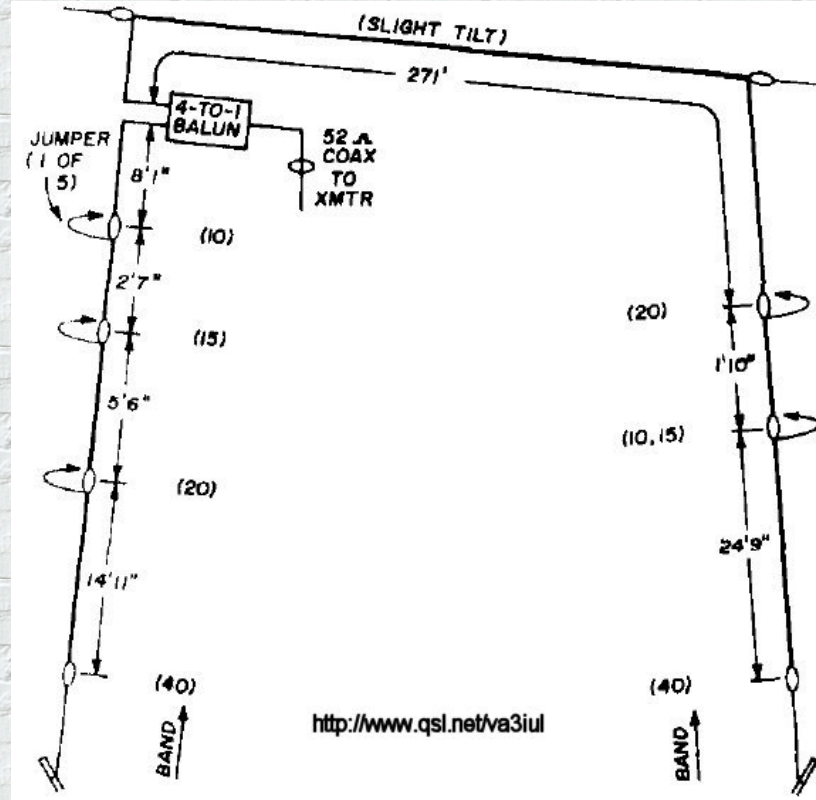 (SLIGHT TILT)
271'
4-TO-1
BALUN
JUMPER
(1 OF
5)
8'1"
52 Ω
COAX
TO
XMTR
(10)
2'7"
(15)
(20)
1'10"
5'6"
(10,15)
(20)
24'9"
14'11"
(40)
(40)
BAND
http://www.qsl.net/va3iul
BAND